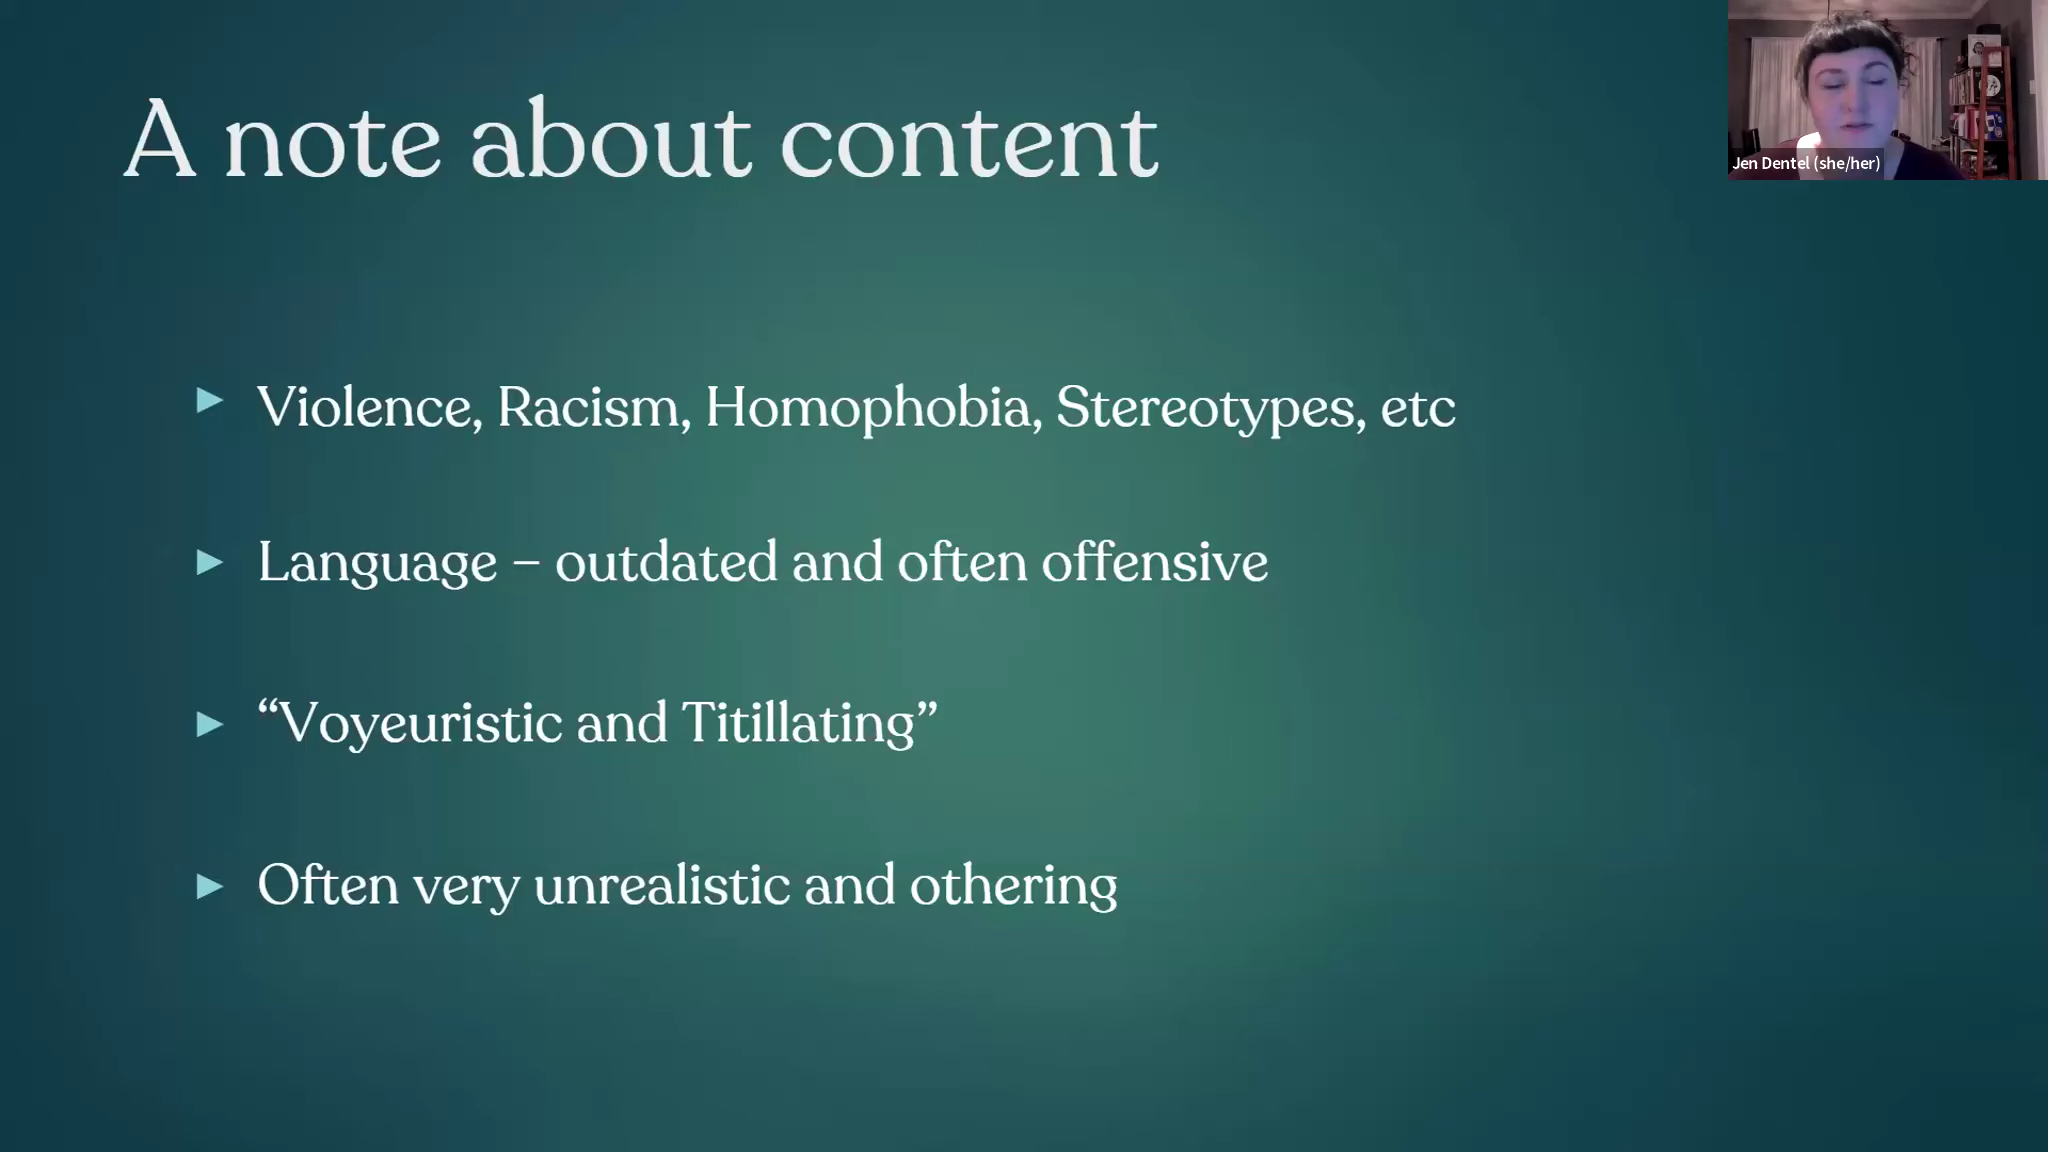 A note about content
Jen Dentel (she/her)
Violence, Racism, Homophobia, Stereotypes, etc
Language – outdated and often offensive
“Voyeuristic and Titillating”
Often very unrealistic and othering